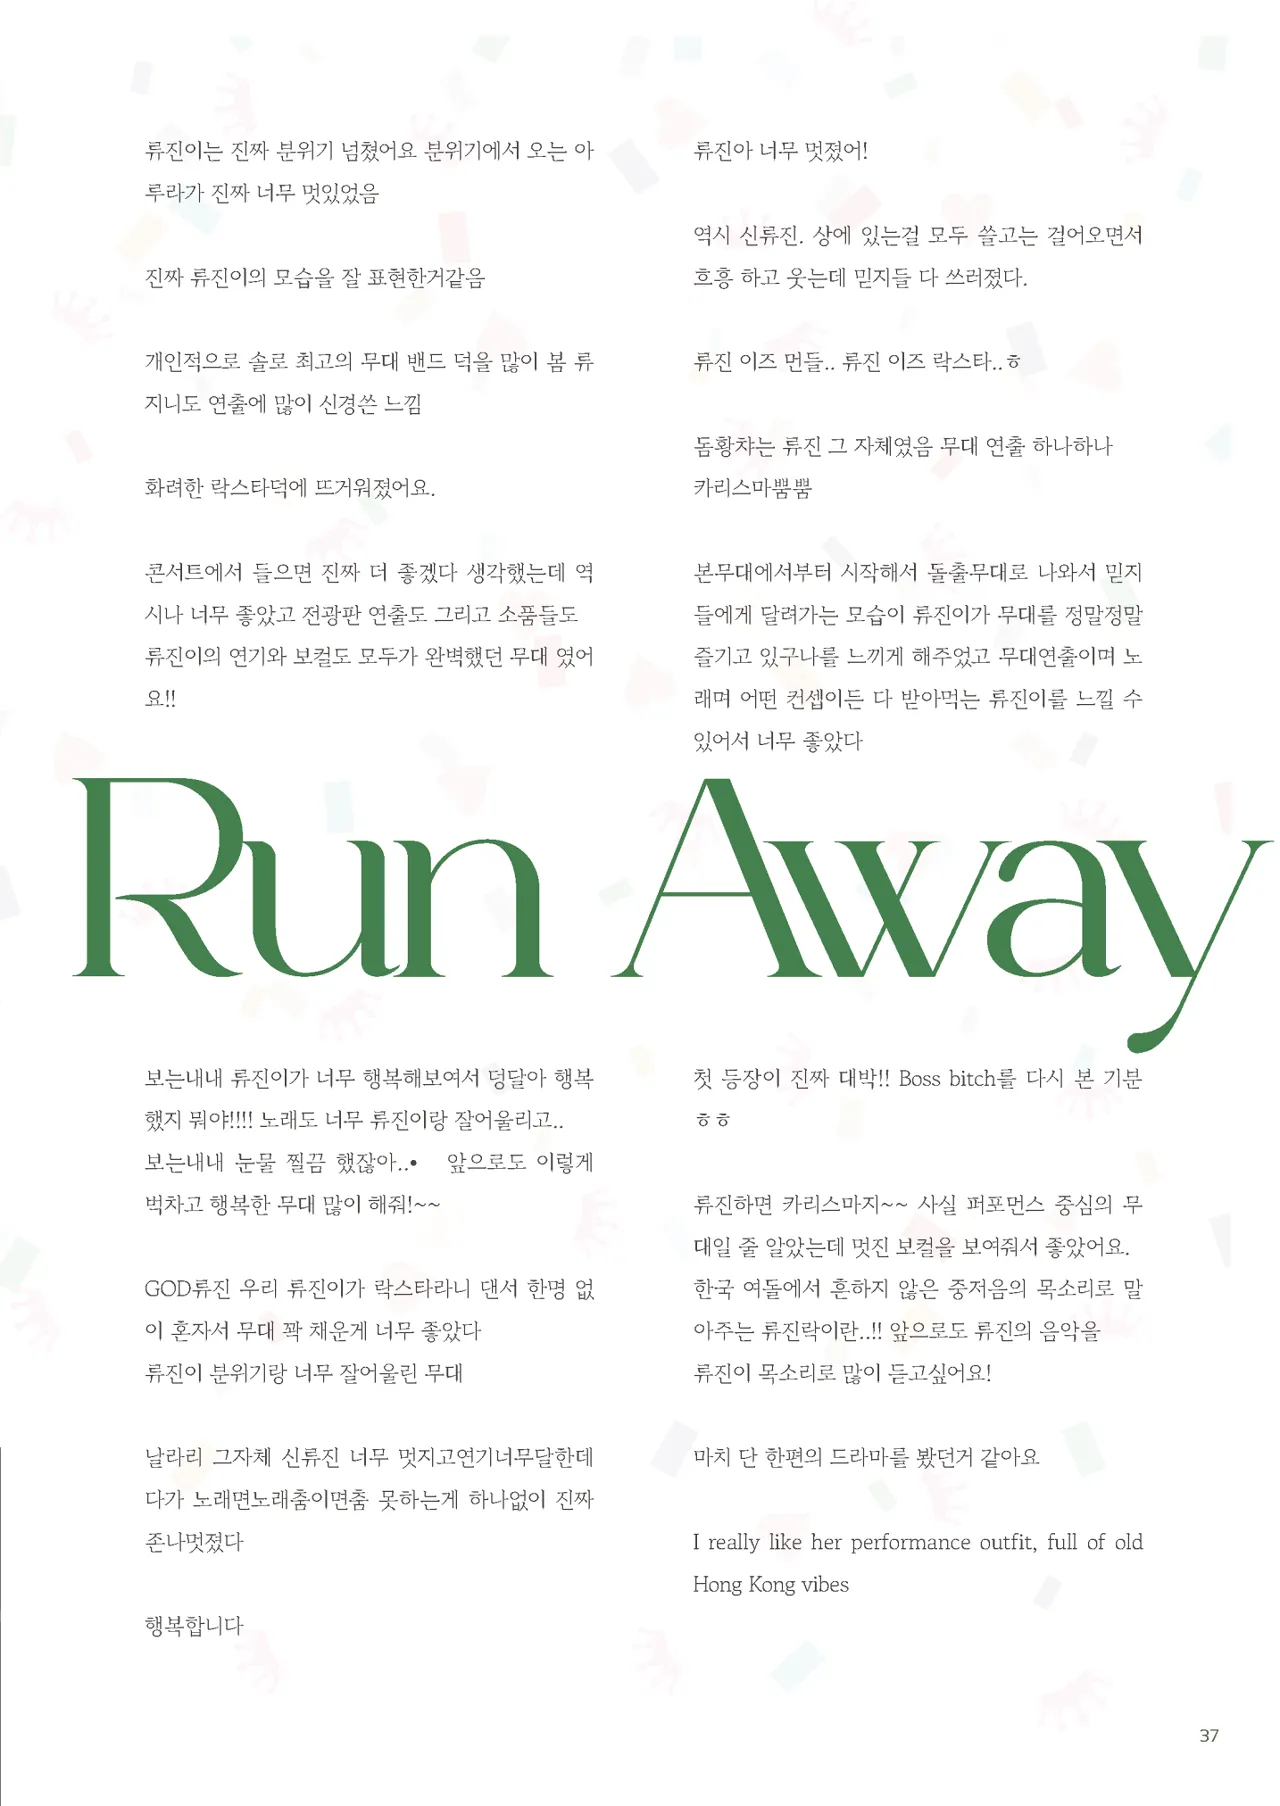 류진이는 진짜 분위기 넘쳤어요 분위기에서 오는 아
루라가 진짜 너무 멋있었음
진짜 류진이의 모습을 잘 표현한거같음
개인적으로 솔로 최고의 무대 밴드 덕을 많이 봄 류
지니도 연출에 많이 신경쓴 느낌
화려한 락스타덕에 뜨거워졌어요.
콘서트에서 들으면 진짜 더 좋겠다 생각했는데 역
시나 너무 좋았고 전광판 연출도 그리고 소품들도
류진이의 연기와 보컬도 모두가 완벽했던 무대 였어
요!!
류진아 너무 멋졌어!
역시 신류진. 상에 있는걸 모두 쓸고는 걸어오면서
흐흥 하고 웃는데 믿지들 다 쓰러졌다.
류진 이즈 먼들.. 류진 이즈 락스타..ㅎ
돔황챠는 류진 그 자체였음 무대 연출 하나하나
카리스마뿜뿜
본무대에서부터 시작해서 돌출무대로 나와서 믿지
들에게 달려가는 모습이 류진이가 무대를 정말정말
즐기고 있구나를 느끼게 해주었고 무대연출이며 노
래며 어떤 컨셉이든 다 받아먹는 류진이를 느낄 수
있어서 너무 좋았다
Run Away
보는내내 류진이가 너무 행복해보여서 덩달아 행복
했지 뭐야!!!! 노래도 너무 류진이랑 잘어울리고..
보는내내 눈물 찔끔 했잖아..• 앞으로도 이렇게
벅차고 행복한 무대 많이 해줘!~~
GOD류진 우리 류진이가 락스타라니 댄서 한명 없
이 혼자서 무대 꽉 채운게 너무 좋았다
류진이 분위기랑 너무 잘어울린 무대
날라리 그자체 신류진 너무 멋지고연기너무달한데
다가 노래면노래춤이면춤 못하는게 하나없이 진짜
존나멋졌다
행복합니다
첫 등장이 진짜 대박!! Boss bitch를 다시 본 기분
ㅎㅎ
류진하면 카리스마지~~ 사실 퍼포먼스 중심의 무
대일 줄 알았는데 멋진 보컬을 보여줘서 좋았어요.
한국 여돌에서 흔하지 않은 중저음의 목소리로 말
아주는 류진락이란..!! 앞으로도 류진의 음악을
류진이 목소리로 많이 듣고싶어요!
마치 단 한편의 드라마를 봤던거 같아요
I really like her performance outfit, full of old
Hong Kong vibes
37